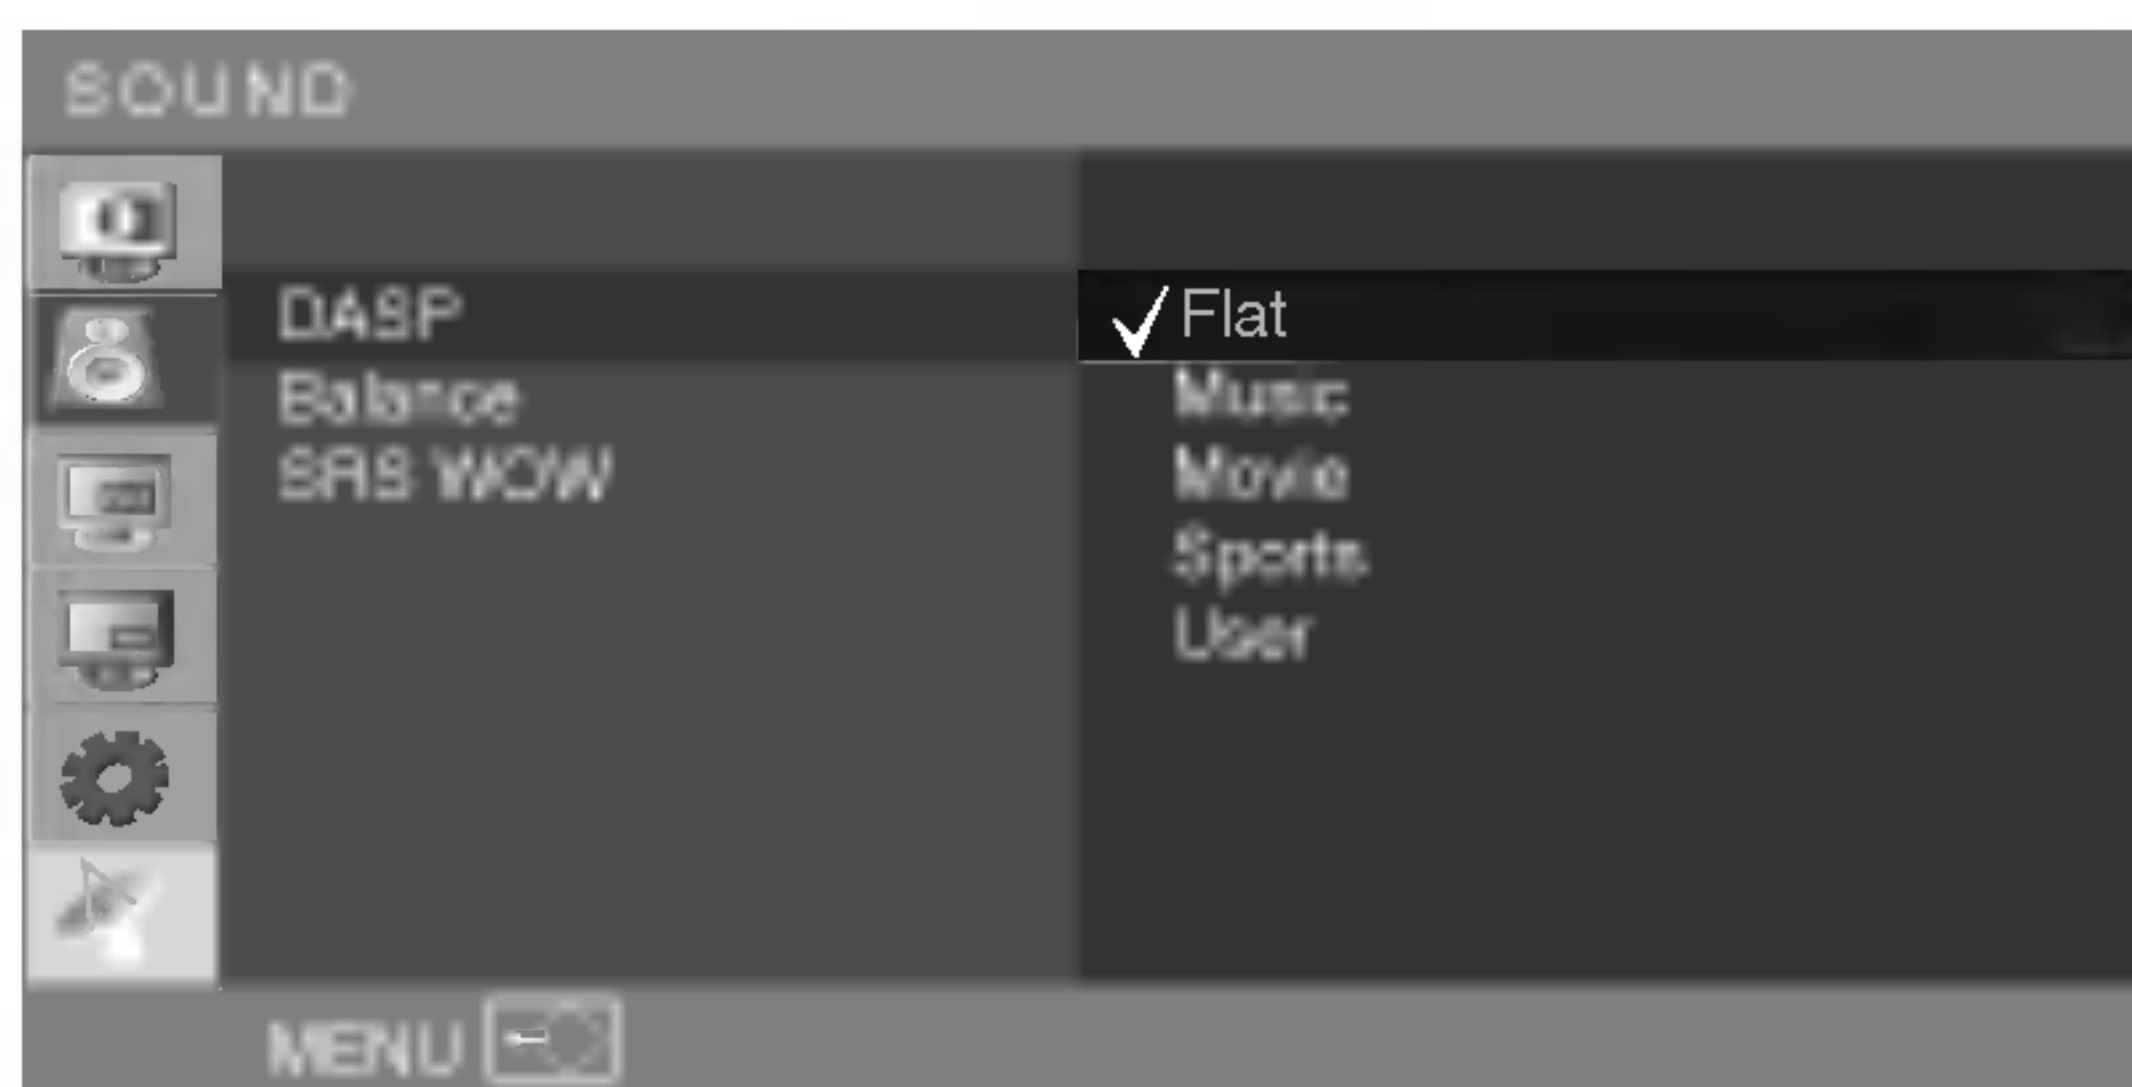 SOUND
DASP
Balance
SRS WOW
✓ Flat
Music
Movie
Sports
User
MENU